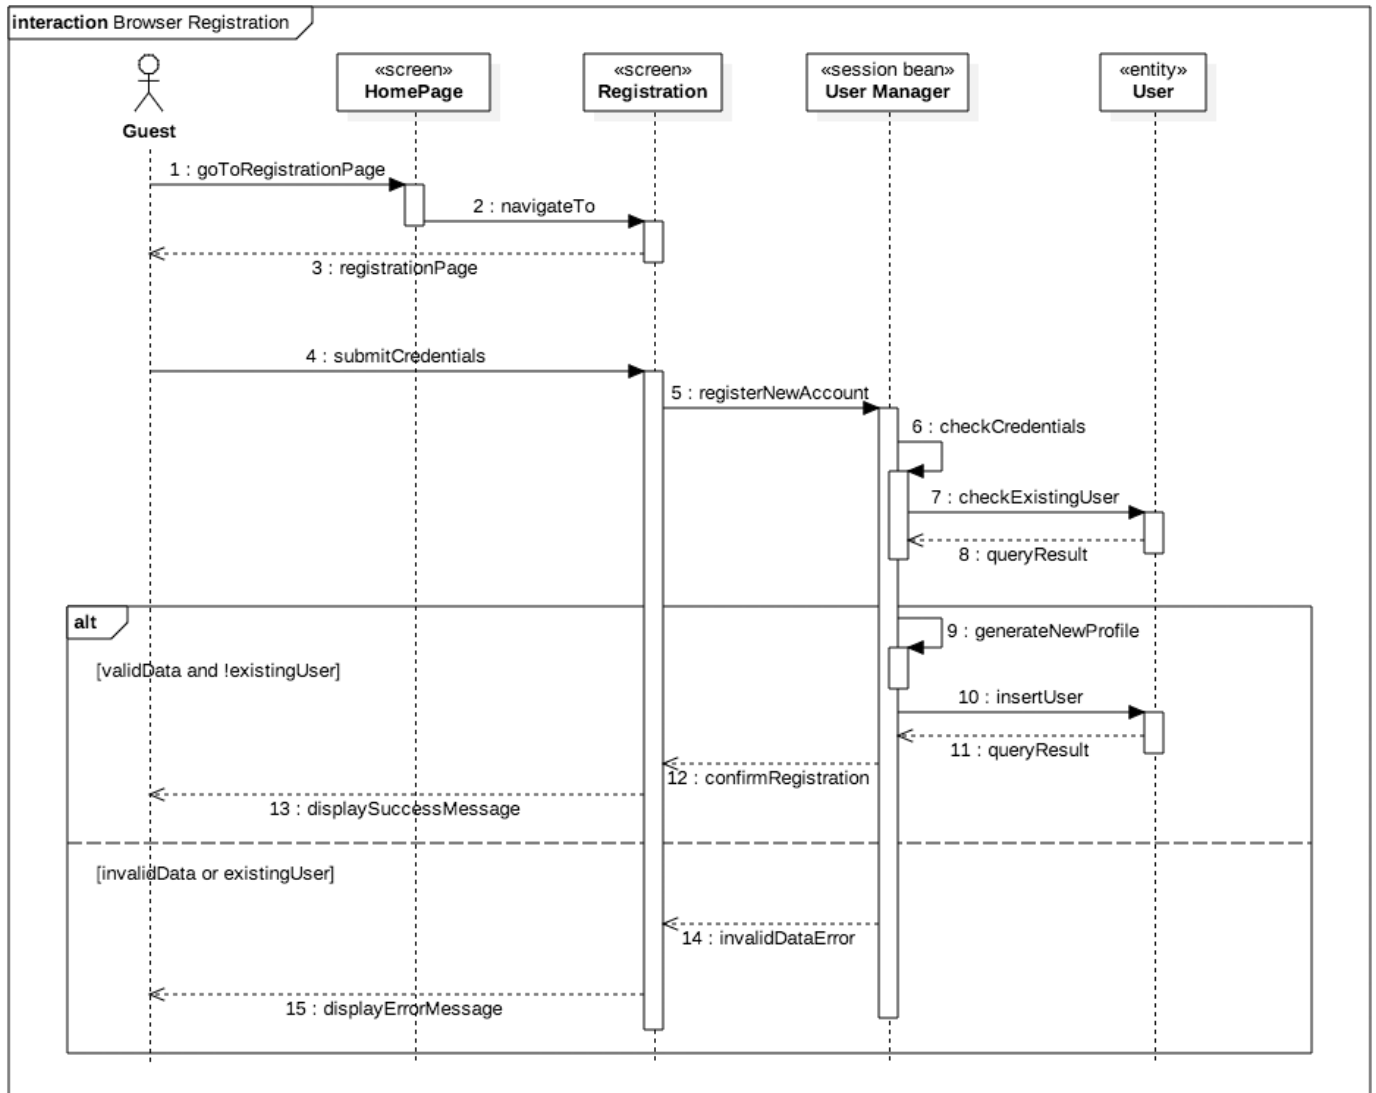 interaction Browser Registration
«screen»
HomePage
«screen»
Registration
«session bean»
User Manager
«entity»
User
Guest
1 : goToRegistrationPage
2 : navigateTo
3 : registrationPage
4 : submitCredentials
5 : registerNewAccount
6 : checkCredentials
7 : checkExistingUser
8 : queryResult
alt
9 : generateNewProfile
[validData and !existingUser]
10 : insertUser
11 : queryResult
12 : confirmRegistration
13 : displaySuccessMessage
[invalidData or existingUser]
14 : invalidDataError
15 : displayErrorMessage